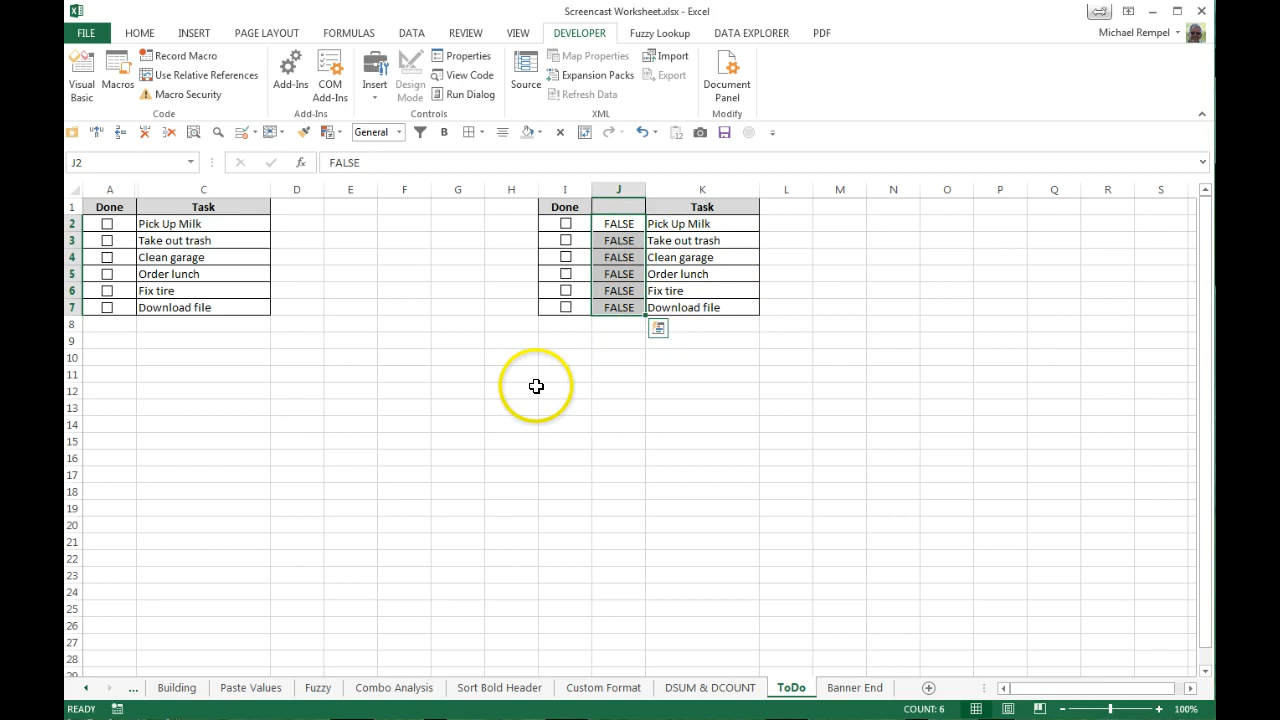 Screencast Worksheet.xlsx - Excel
FILE HOME INSERT PAGE LAYOUT FORMULAS DATA REVIEW VIEW DEVELOPER Fuzzy Lookup DATA EXPLORER PDF Michael Rempel
Visual Basic
Macros
Record Macro
Use Relative References
Macro Security
Code
Add-Ins
COM Add-Ins
Add-Ins
Insert
Design Mode
Properties
View Code
Run Dialog
Controls
Source
Map Properties
Expansion Packs
Refresh Data
Import
Export
XML
Document Panel
Modify
General
J2 fx FALSE
A C D E F G H I J K L M N O P Q R S
1 Done Task Done Task
2 Pick Up Milk FALSE Pick Up Milk
3 Take out trash FALSE Take out trash
4 Clean garage FALSE Clean garage
5 Order lunch FALSE Order lunch
6 Fix tire FALSE Fix tire
7 Download file FALSE Download file
8
9
10
11
12
13
14
15
16
17
18
19
20
21
22
23
24
25
26
27
28
29
... Building Paste Values Fuzzy Combo Analysis Sort Bold Header Custom Format DSUM & DCOUNT ToDo Banner End
READY COUNT: 6 100%